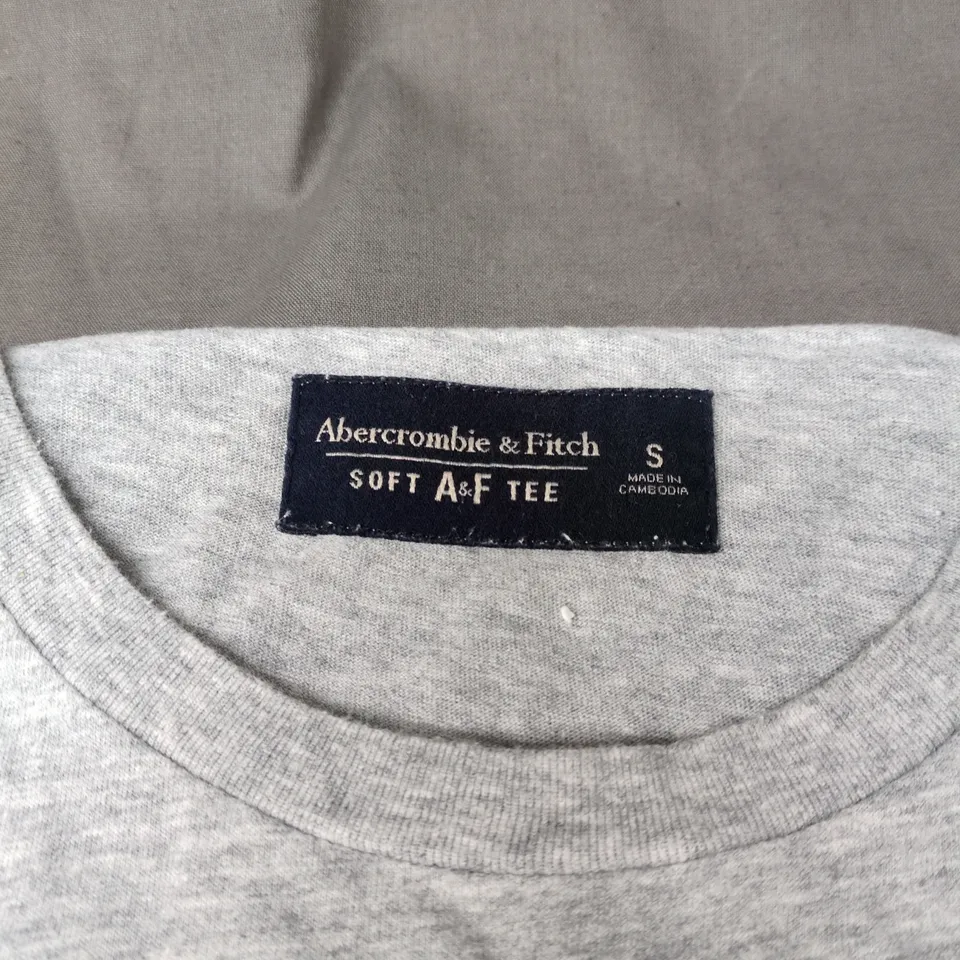 Abercrombie & Fitch
SOFT A&F TEE
S
MADE IN
CAMBODIA